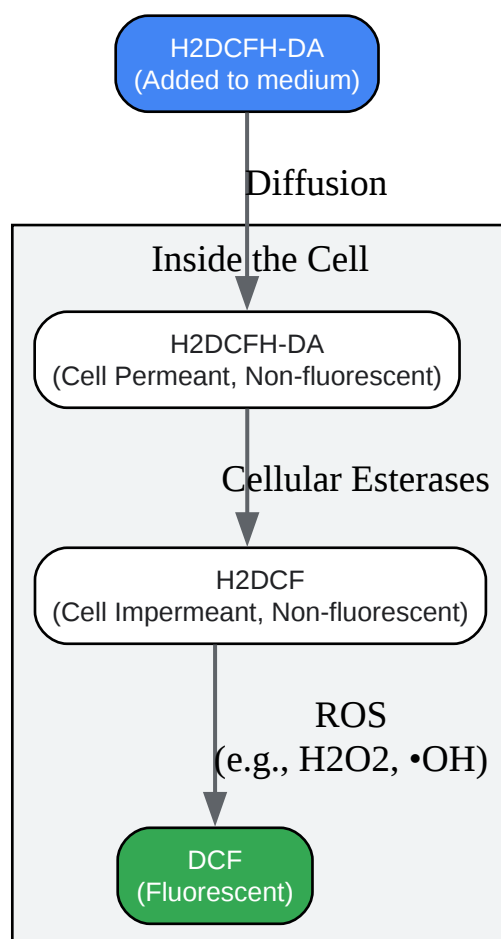 H2DCFH-DA
(Added to medium)
Diffusion
Inside the Cell
H2DCFH-DA
(Cell Permeant, Non-fluorescent)
Cellular Esterases
H2DCF
(Cell Impermeant, Non-fluorescent)
ROS
(e.g., H2O2, •OH)
DCF
(Fluorescent)